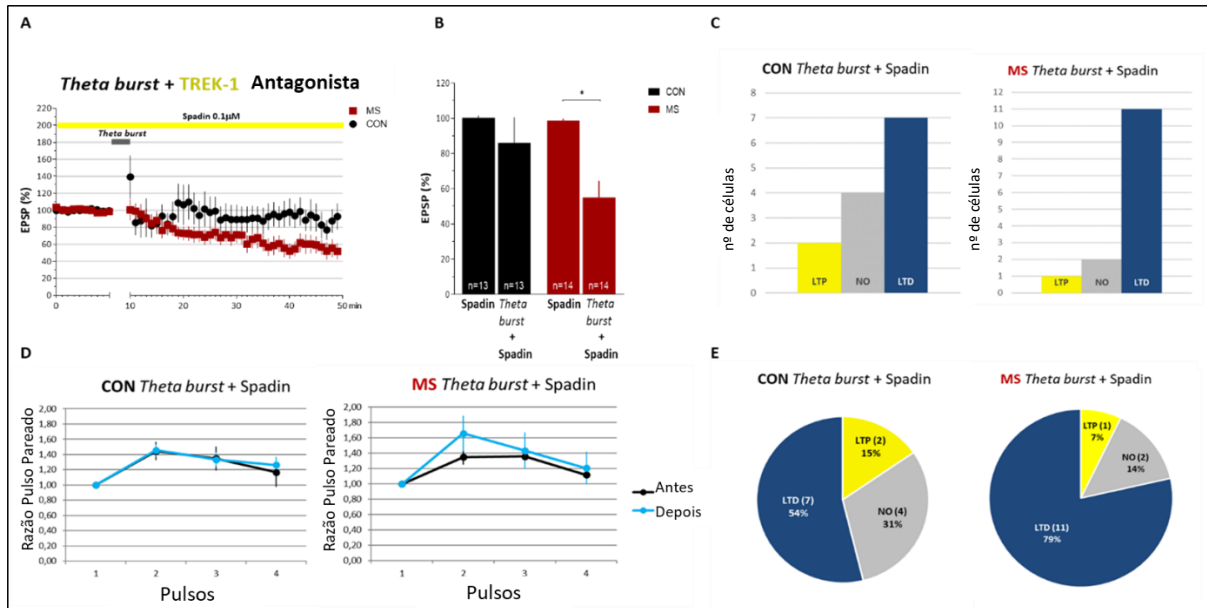 A
Theta burst + TREK-1 Antagonista
MS
CON
Spadin 0.1µM
Theta burst
EPSP (%)
220
200
180
160
140
120
100
80
60
40
20
0
0 10 20 30 40 50 min
B
CON
MS
*
EPSP (%)
120
100
80
60
40
20
0
n=13 n=13 n=14 n=14
Spadin Theta burst + Spadin Spadin Theta burst + Spadin
C
CON Theta burst + Spadin
nº de células
8
7
6
5
4
3
2
1
0
LTP NO LTD
MS Theta burst + Spadin
nº de células
12
11
10
9
8
7
6
5
4
3
2
1
0
LTP NO LTD
D
CON Theta burst + Spadin
Razão Pulso Pareado
2,00
1,80
1,60
1,40
1,20
1,00
0,80
0,60
0,40
0,20
0,00
1 2 3 4
Pulsos
MS Theta burst + Spadin
Razão Pulso Pareado
2,00
1,80
1,60
1,40
1,20
1,00
0,80
0,60
0,40
0,20
0,00
1 2 3 4
Pulsos
Antes
Depois
E
CON Theta burst + Spadin
LTP (2)
15%
NO (4)
31%
LTD (7)
54%
MS Theta burst + Spadin
LTP (1)
7%
NO (2)
14%
LTD (11)
79%